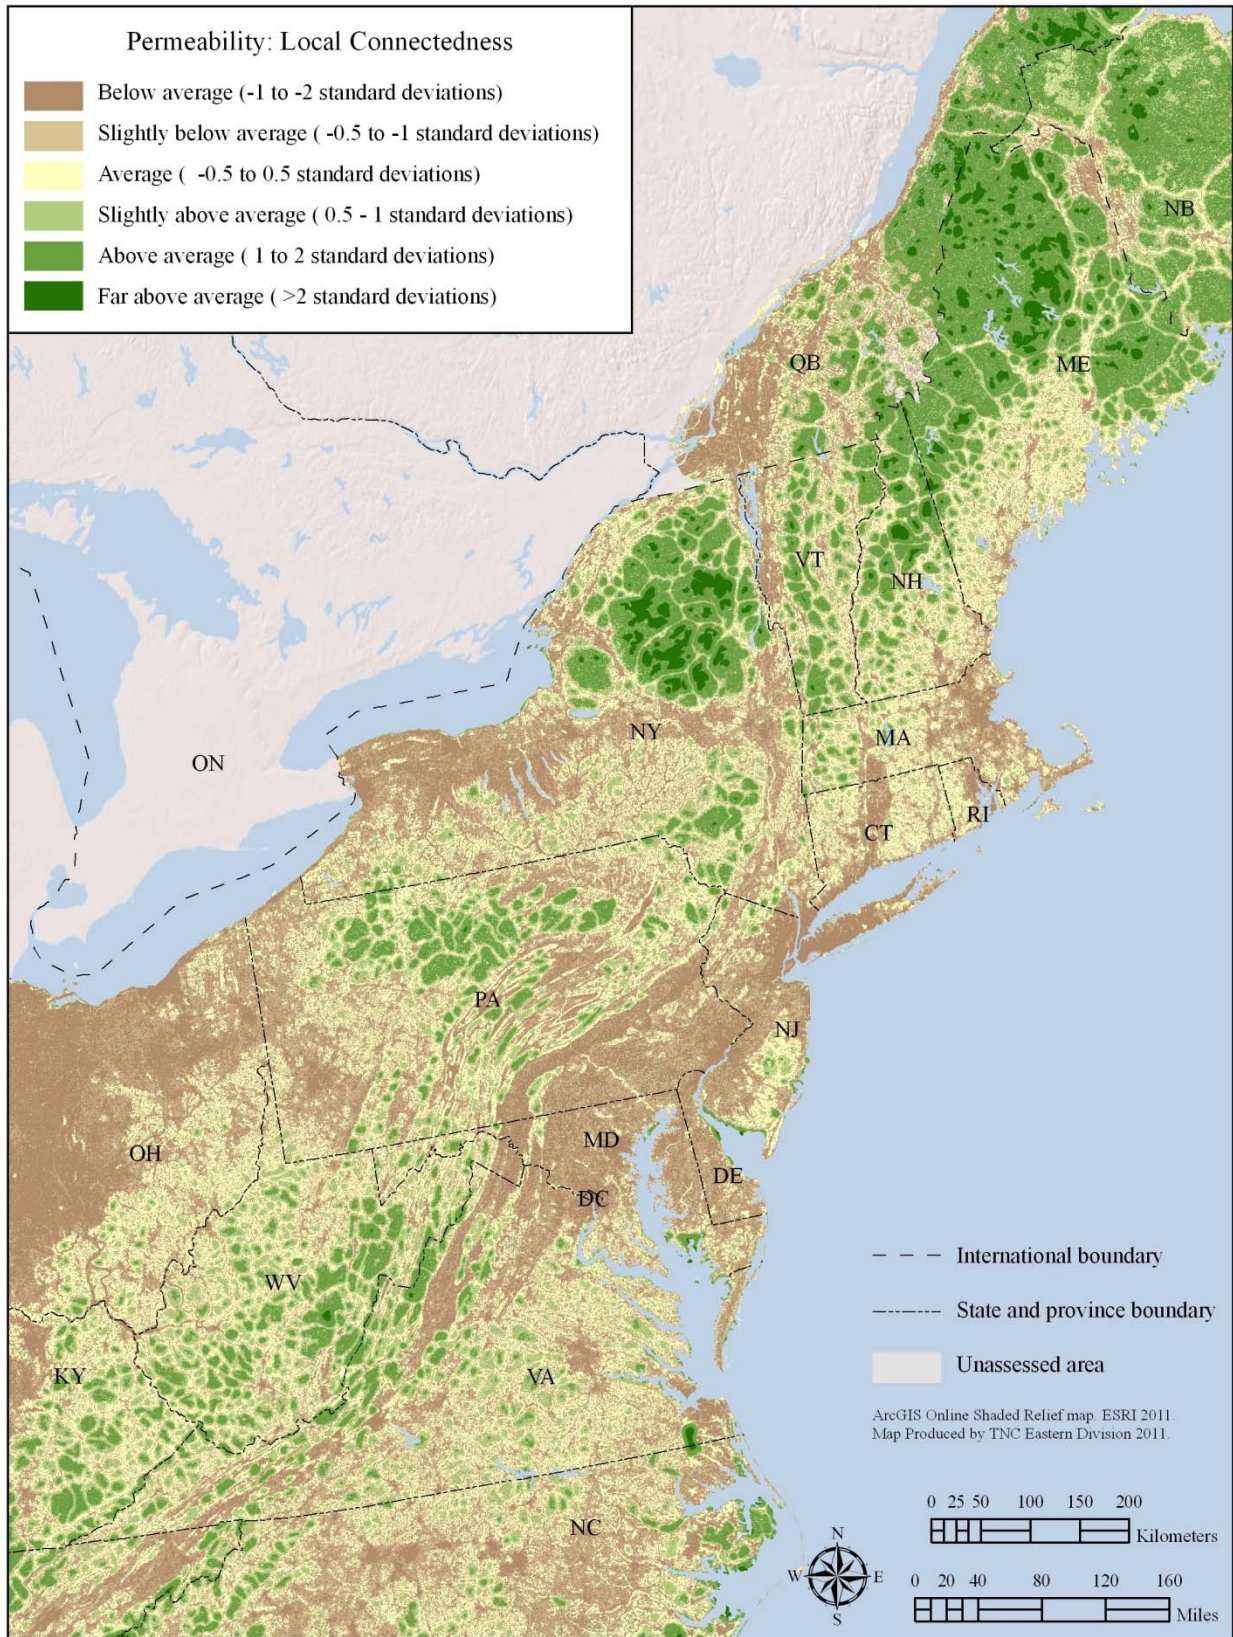 Permeability: Local Connectedness
Below average (-1 to -2 standard deviations)
Slightly below average ( -0.5 to -1 standard deviations)
Average ( -0.5 to 0.5 standard deviations)
Slightly above average ( 0.5 - 1 standard deviations)
Above average ( 1 to 2 standard deviations)
Far above average ( >2 standard deviations)
NB
QB
ME
VT
NH
NY
MA
ON
CT
RI
PA
NJ
OH
MD
DE
DC
WV
KY
VA
NC
International boundary
State and province boundary
Unassessed area
ArcGIS Online Shaded Relief map. ESRI 2011.
Map Produced by TNC Eastern Division 2011.
0 25 50 100 150 200
Kilometers
N
W E
S
0 20 40 80 120 160
Miles